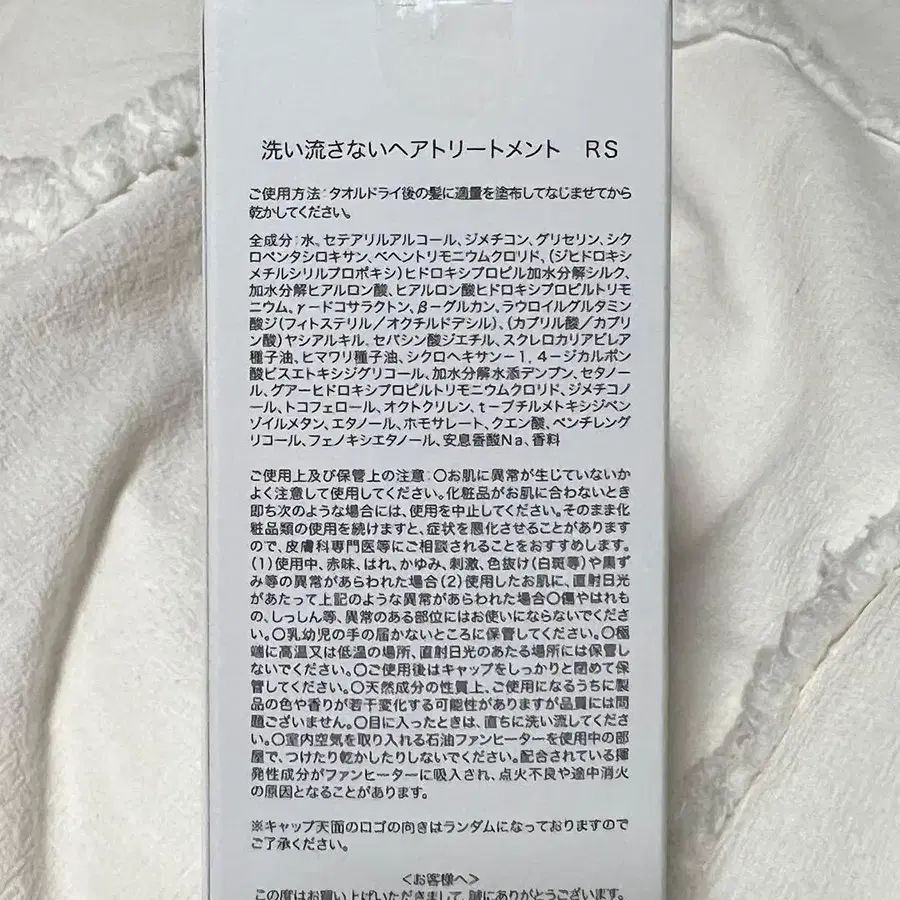 洗い流さないヘアトリートメント　RS
ご使用方法:タオルドライ後の髪に適量を塗布してなじませてから
乾かしてください。
全成分:水、セテアリルアルコール、ジメチコン、グリセリン、シク
ロペンタシロキサン、ベヘントリモニウムクロリド、(ジヒドロキシ
メチルシリルプロポキシ)ヒドロキシプロピル加水分解シルク、
加水分解ヒアルロン酸、ヒアルロン酸ヒドロキシプロピルトリモ
ニウム、γードコサラクトン、βーグルカン、ラウロイルグルタミン
酸ジ(フィトステリル／オクチルドデシル)、(カプリル酸／カプリ
ン酸)ヤシアルキル、セバシン酸ジエチル、スクレロカリアビレア
種子油、ヒマワリ種子油、シクロヘキサンー1，4ージカルボン
酸ビスエトキシジグリコール、加水分解水添デンプン、セタノー
ル、グアーヒドロキシプロピルトリモニウムクロリド、ジメチコノ
ール、トコフェロール、オクトクリレン、tーブチルメトキシジベン
ゾイルメタン、エタノール、ホモサレート、クエン酸、ペンチレング
リコール、フェノキシエタノール、安息香酸Na、香料
ご使用上及び保管上の注意:〇お肌に異常が生じていないか
よく注意して使用してください。化粧品がお肌に合わないとき
即ち次のような場合には、使用を中止してください。そのまま化
粧品類の使用を続けますと、症状を悪化させることがあります
ので、皮膚科専門医等にご相談されることをおすすめします。
(1)使用中、赤味、はれ、かゆみ、刺激、色抜け(白斑等)や黒ず
み等の異常があらわれた場合(2)使用したお肌に、直射日光
があたって上記のような異常があらわれた場合〇傷やはれも
の、しっしん等、異常のある部位にはお使いにならないでくださ
い。〇乳幼児の手の届かないところに保管してください。〇極
端に高温又は低温の場所、直射日光のあたる場所には保管し
ないでください。〇ご使用後はキャップをしっかりと閉めて保
管してください。〇天然成分の性質上、ご使用になるうちに製
品の色や香りが若干変化する可能性がありますが品質には問
題ございません。〇目に入ったときは、直ちに洗い流してくださ
い。〇室内空気を取り入れる石油ファンヒーターを使用中の部
屋で、つけたり乾かしたりしないでください。配合されている揮
発性成分がファンヒーターに吸入され、点火不良や途中消火
の原因となることがあります。
※キャップ天面のロゴの向きはランダムになっておりますので
ご了承ください。
＜お客様へ＞
この度はお買い上げいただきまして、誠にありがとうございます。